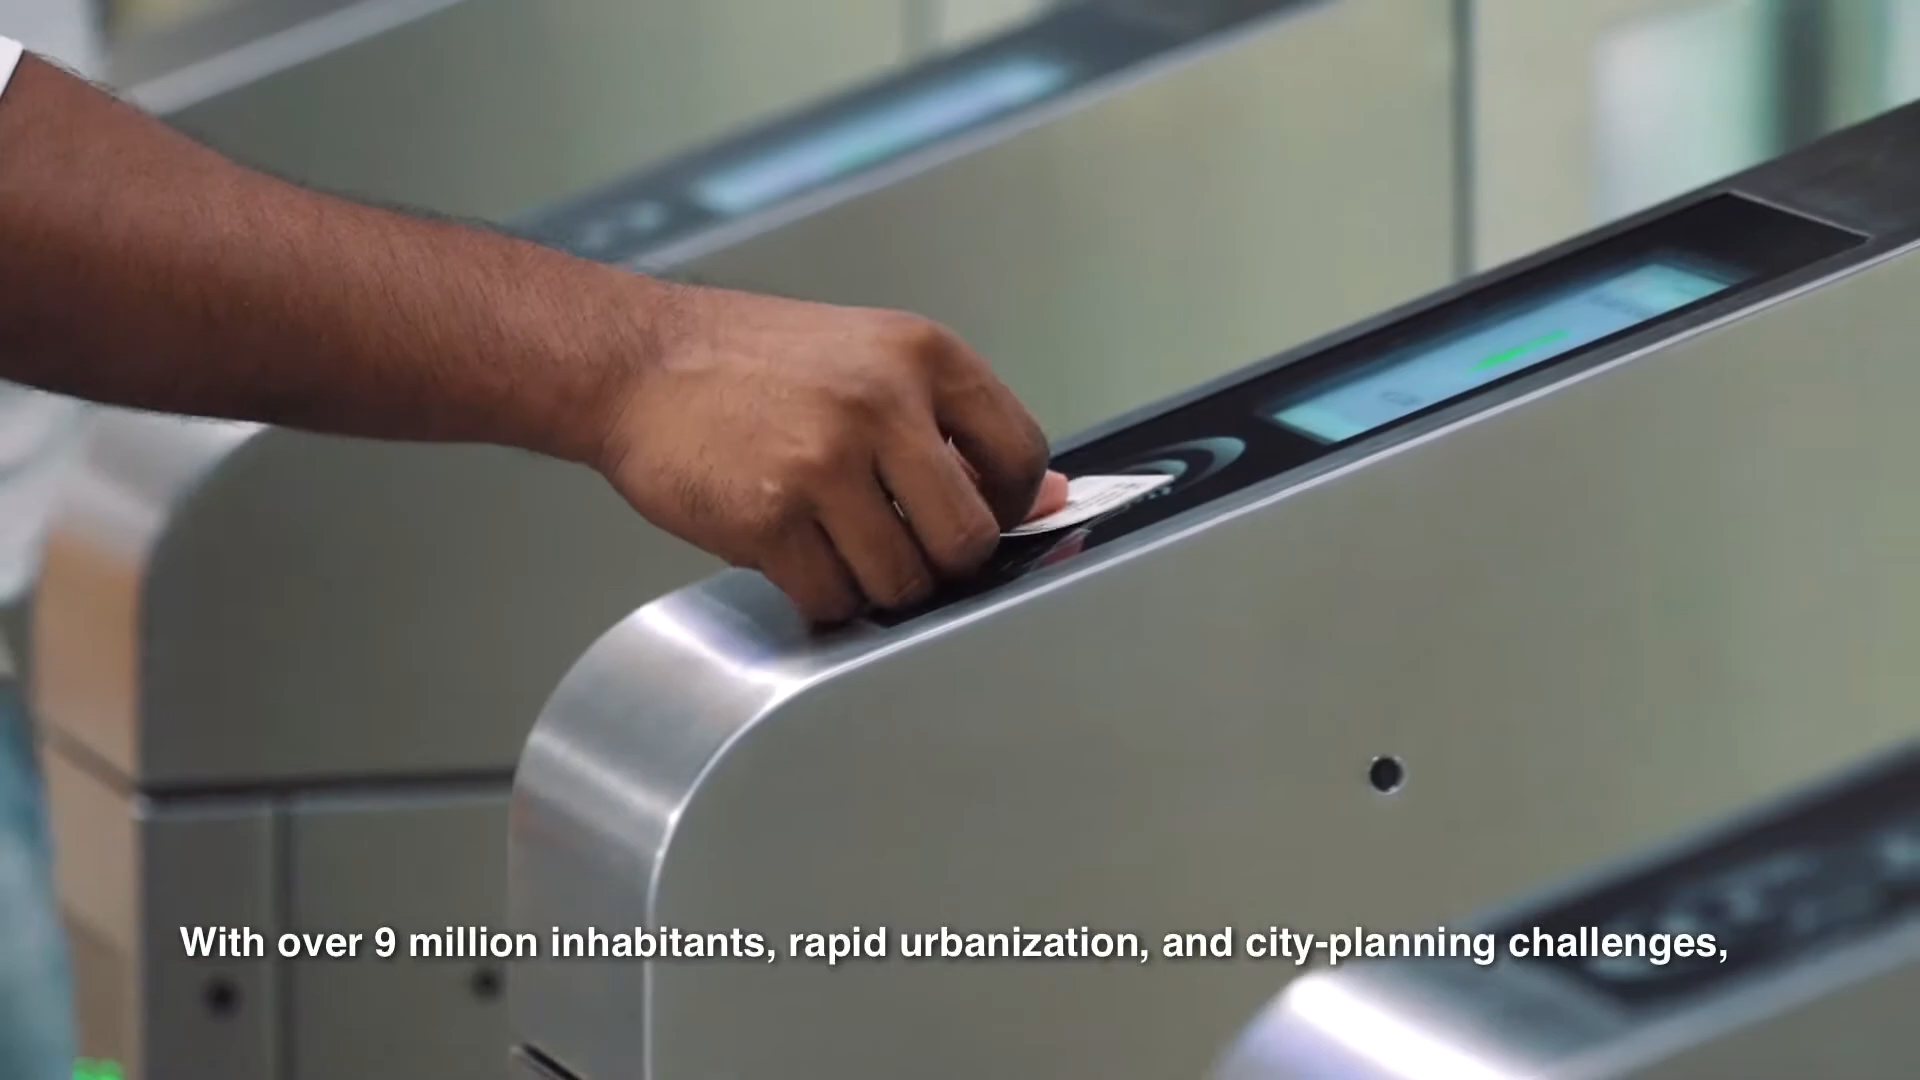 With over 9 million inhabitants, rapid urbanization, and city-planning challenges,